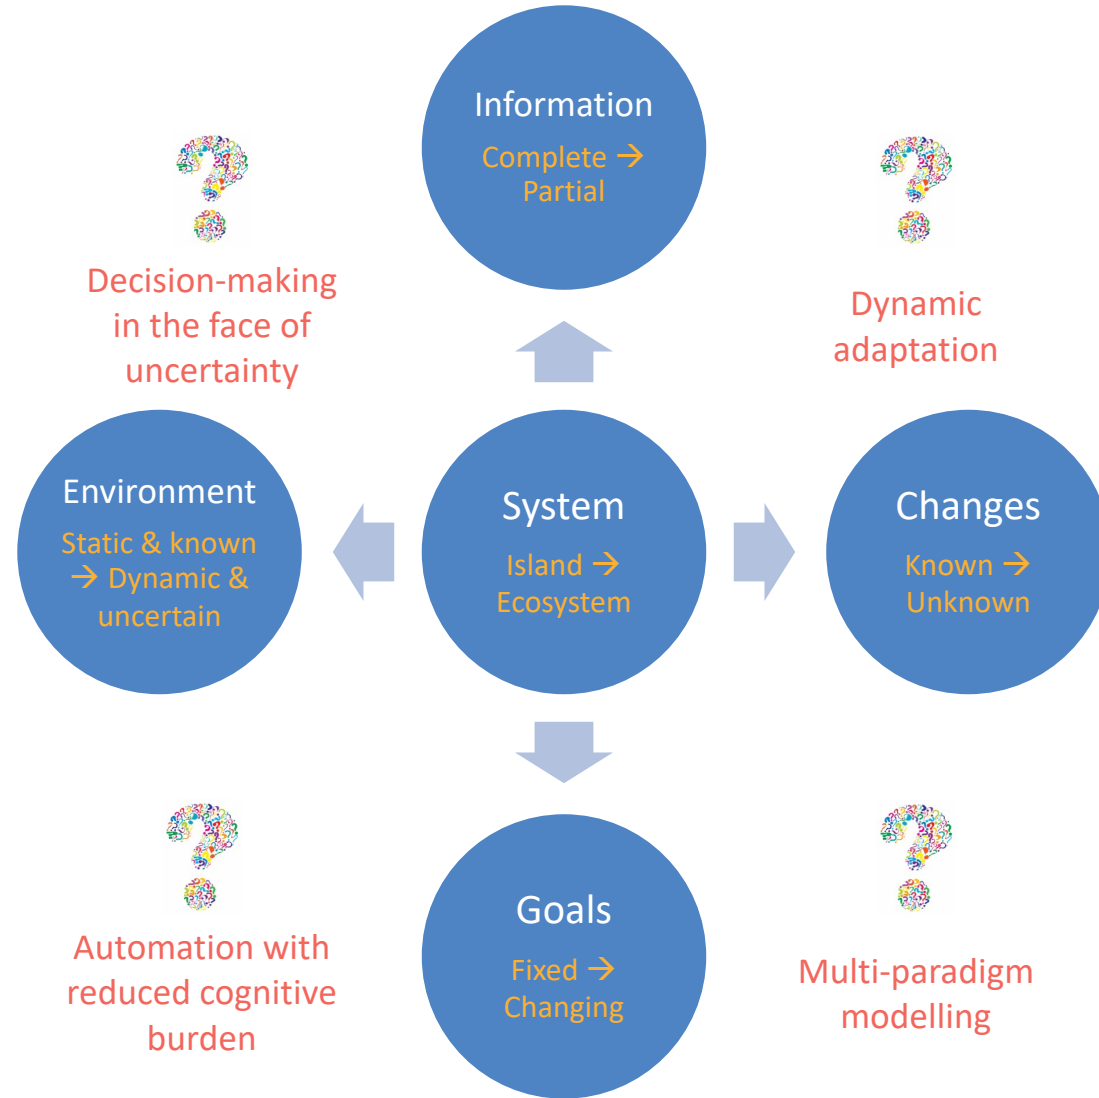 Information
Complete →
Partial
Decision-making
in the face of
uncertainty
Dynamic
adaptation
Environment
Static & known
→ Dynamic &
uncertain
System
Island →
Ecosystem
Changes
Known →
Unknown
Automation with
reduced cognitive
burden
Goals
Fixed →
Changing
Multi-paradigm
modelling